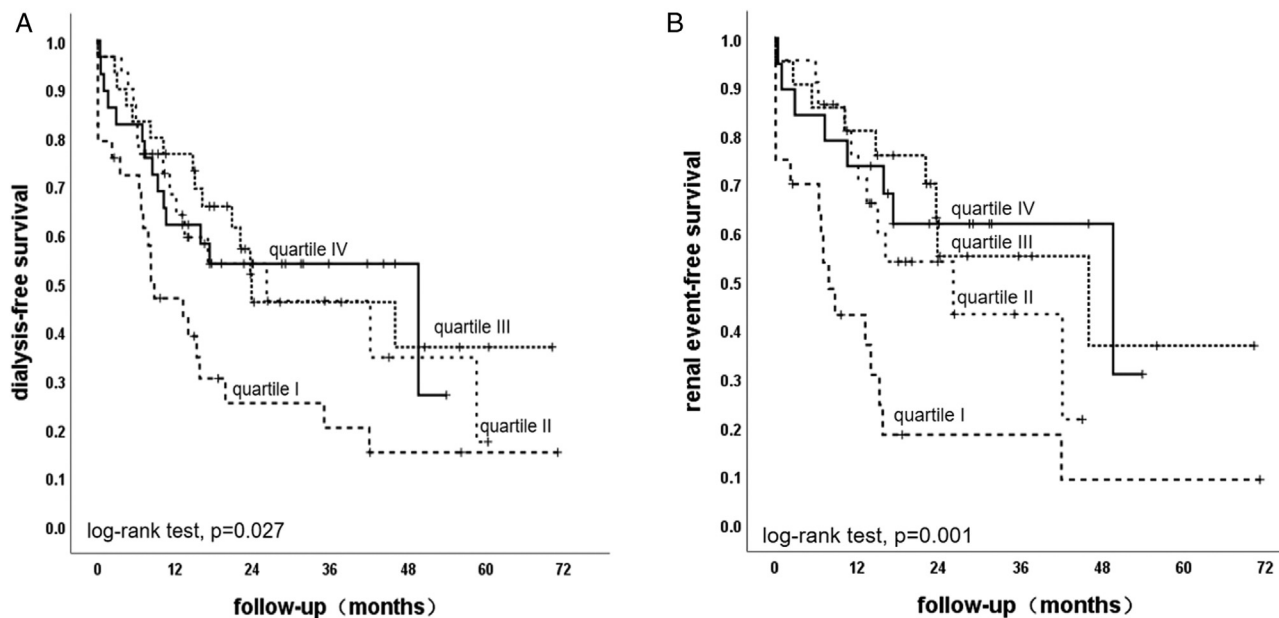 A
dialysis-free survival
1.0
0.9
0.8
0.7
0.6
0.5
0.4
0.3
0.2
0.1
0.0
quartile IV
quartile III
quartile I
quartile II
log-rank test, p=0.027
0 12 24 36 48 60 72
follow-up（months）
B
renal event-free survival
1.0
0.9
0.8
0.7
0.6
0.5
0.4
0.3
0.2
0.1
0.0
quartile IV
quartile III
quartile II
quartile I
log-rank test, p=0.001
0 12 24 36 48 60 72
follow-up（months）